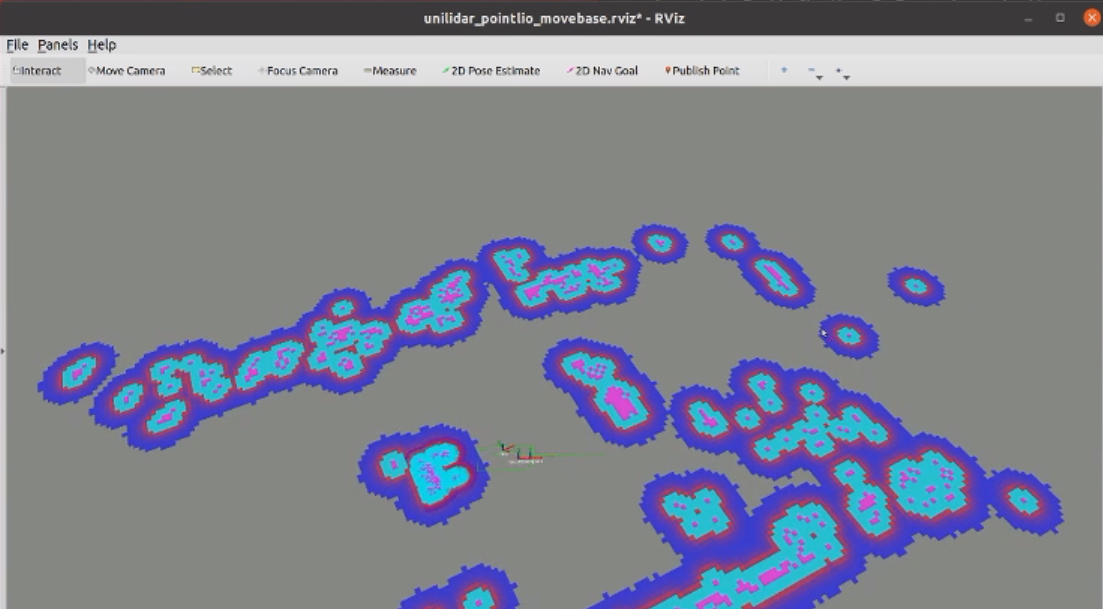 unilidar_pointlio_movebase.rviz* - RViz
File Panels Help
Interact Move Camera Select Focus Camera Measure 2D Pose Estimate 2D Nav Goal Publish Point